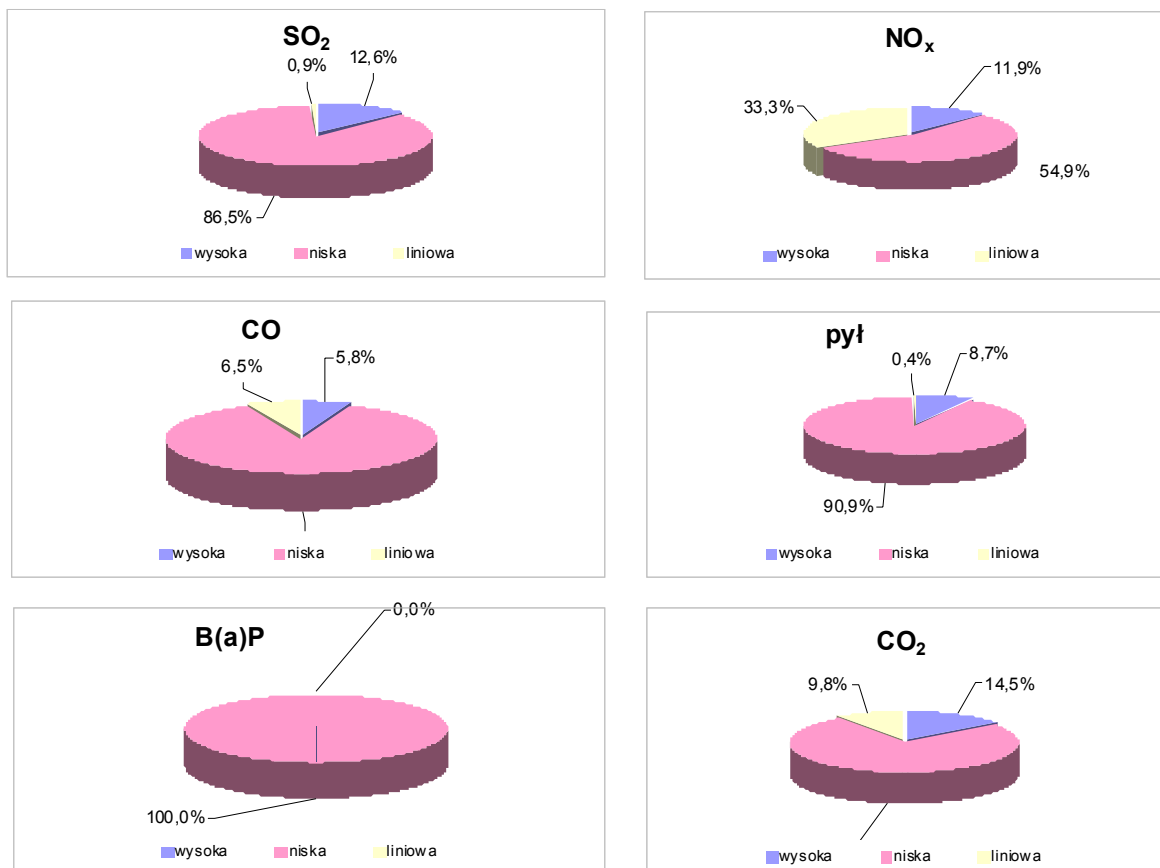 SO₂
0,9%
12,6%
86,5%
wysoka niska liniowa
NOₓ
11,9%
33,3%
54,9%
wysoka niska liniowa
CO
6,5%
5,8%
wysoka niska liniowa
pył
0,4%
8,7%
90,9%
wysoka niska liniowa
B(a)P
0,0%
100,0%
wysoka niska liniowa
CO₂
9,8%
14,5%
wysoka niska liniowa